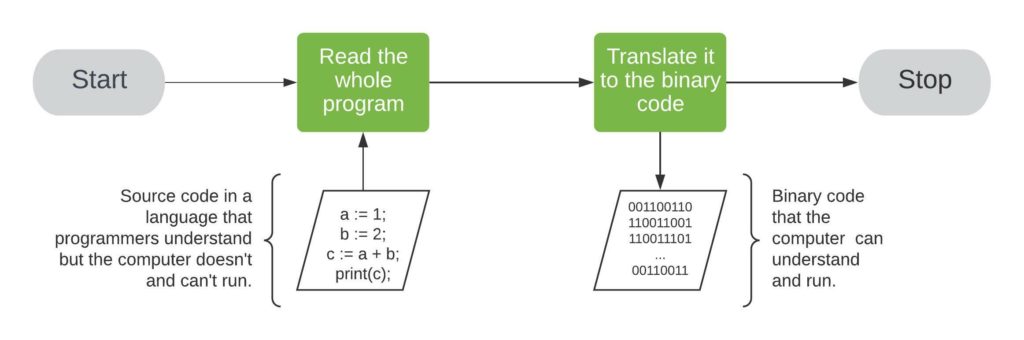 Start
Read the
whole
program
Translate it
to the binary
code
Stop
Source code in a
language that
programmers understand
but the computer doesn't
and can't run.
a := 1;
b := 2;
c := a + b;
print(c);
001100110
110011001
110011101
...
00110011
Binary code
that the
computer can
understand
and run.